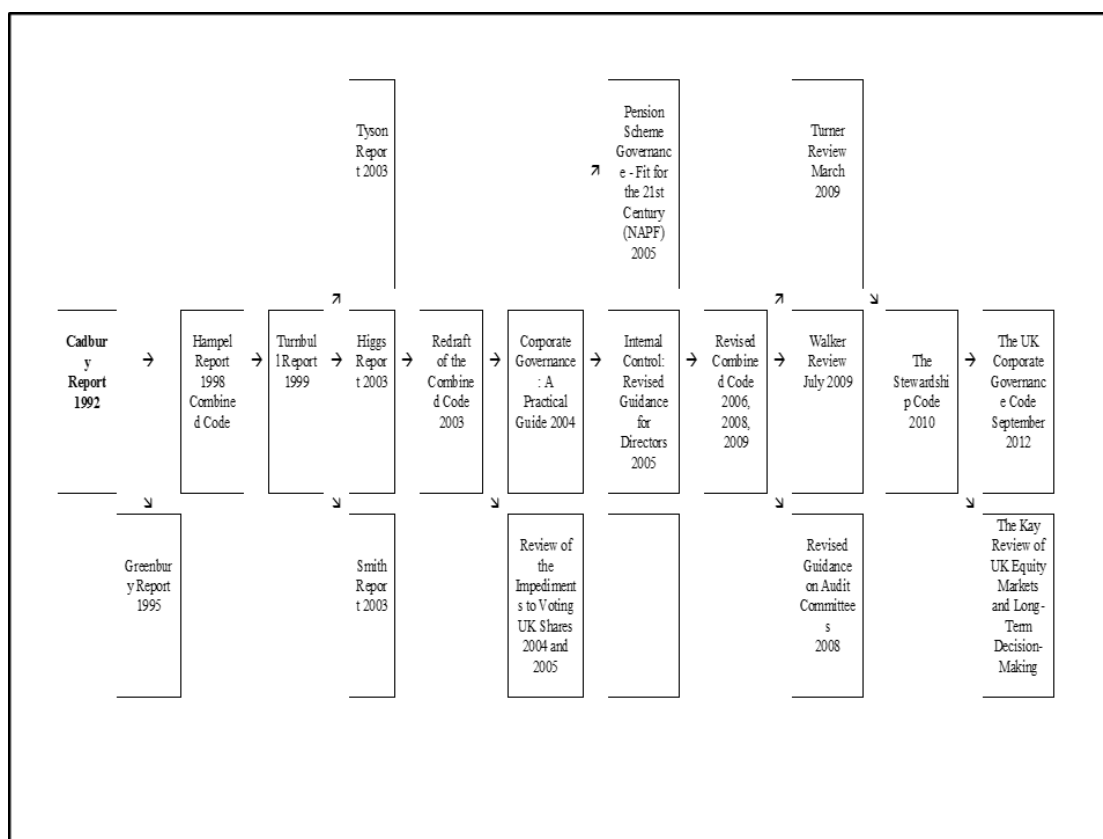 Tyson
Repor
t 2003
Pension
Scheme
Governanc
e - Fit for
the 21st
Century
(NAPF)
2005
Turner
Review
March
2009
Cadbur
y
Report
1992
Hampel
Report
1998
Combine
d Code
Turnbul
l Report
1999
Higgs
Repor
t 2003
Redraft
of the
Combine
d Code
2003
Corporate
Governance
: A
Practical
Guide 2004
Internal
Control:
Revised
Guidance
for
Directors
2005
Revised
Combine
d Code
2006,
2008,
2009
Walker
Review
July 2009
The
Stewardshi
p Code
2010
The UK
Corporate
Governanc
e Code
September
2012
Greenbur
y Report
1995
Smith
Repor
t 2003
Review of
the
Impedimen
ts to Voting
UK Shares
2004 and
2005
Revised
Guidance
on Audit
Committee
s
2008
The Kay
Review of
UK Equity
Markets
and Long-
Term
Decision-
Making